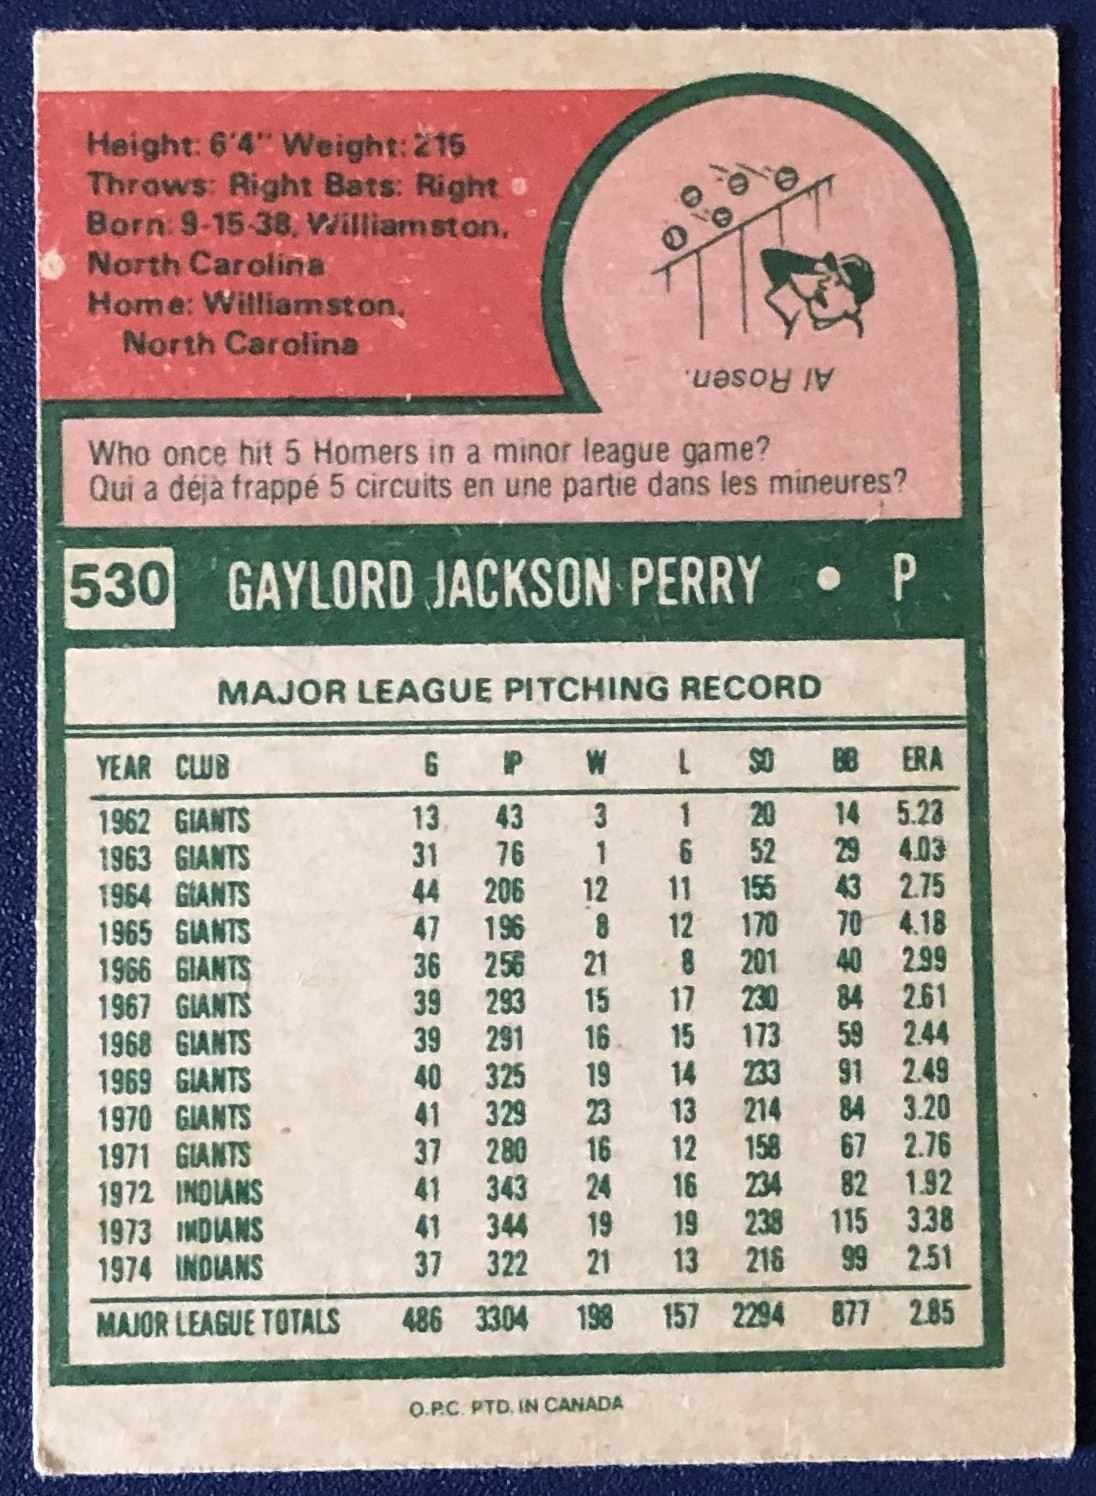 Height: 6'4" Weight: 215
Throws: Right Bats: Right
Born: 9-15-38, Williamston,
North Carolina
Home: Williamston,
North Carolina
Al Rosen.
Who once hit 5 Homers in a minor league game?
Qui a déjà frappé 5 circuits en une partie dans les mineures?
530 GAYLORD JACKSON PERRY • P
MAJOR LEAGUE PITCHING RECORD
YEAR CLUB G IP W L SO BB ERA
1962 GIANTS 13 43 3 1 20 14 5.23
1963 GIANTS 31 76 1 6 52 29 4.03
1964 GIANTS 44 206 12 11 155 43 2.75
1965 GIANTS 47 196 8 12 170 70 4.18
1966 GIANTS 36 256 21 8 201 40 2.99
1967 GIANTS 39 293 15 17 230 84 2.61
1968 GIANTS 39 291 16 15 173 59 2.44
1969 GIANTS 40 325 19 14 233 91 2.49
1970 GIANTS 41 329 23 13 214 84 3.20
1971 GIANTS 37 280 16 12 158 67 2.76
1972 INDIANS 41 343 24 16 234 82 1.92
1973 INDIANS 41 344 19 19 238 115 3.38
1974 INDIANS 37 322 21 13 216 99 2.51
MAJOR LEAGUE TOTALS 486 3304 198 157 2294 877 2.85
O.P.C. PTD. IN CANADA